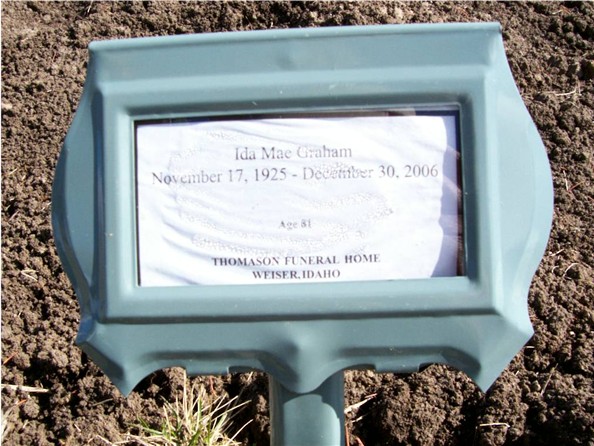 Ida Mae Graham
November 17, 1925 - December 30, 2006
Age 81
THOMASON FUNERAL HOME
WEISER, IDAHO